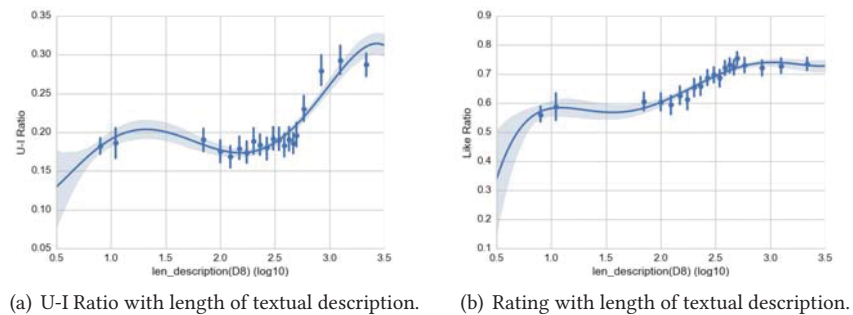 0.35
0.30
0.25
0.20
0.15
0.10
0.05
U-I Ratio
0.5 1.0 1.5 2.0 2.5 3.0 3.5
len_description(D8) (log10)
(a) U-I Ratio with length of textual description.
0.9
0.8
0.7
0.6
0.5
0.4
0.3
0.2
0.1
Like Ratio
0.5 1.0 1.5 2.0 2.5 3.0 3.5
len_description(D8) (log10)
(b) Rating with length of textual description.